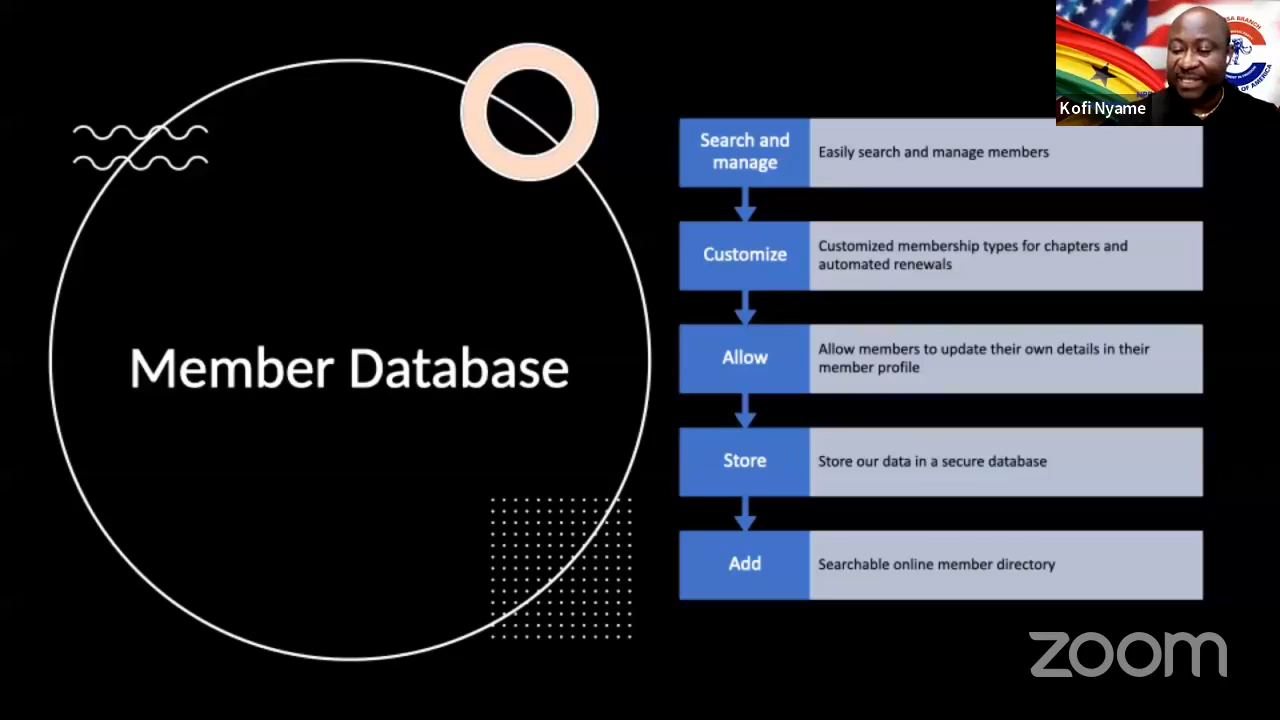 Kofi Nyame
Member Database
Search and
manage
Easily search and manage members
Customize
Customized membership types for chapters and
automated renewals
Allow
Allow members to update their own details in their
member profile
Store
Store our data in a secure database
Add
Searchable online member directory
zoom